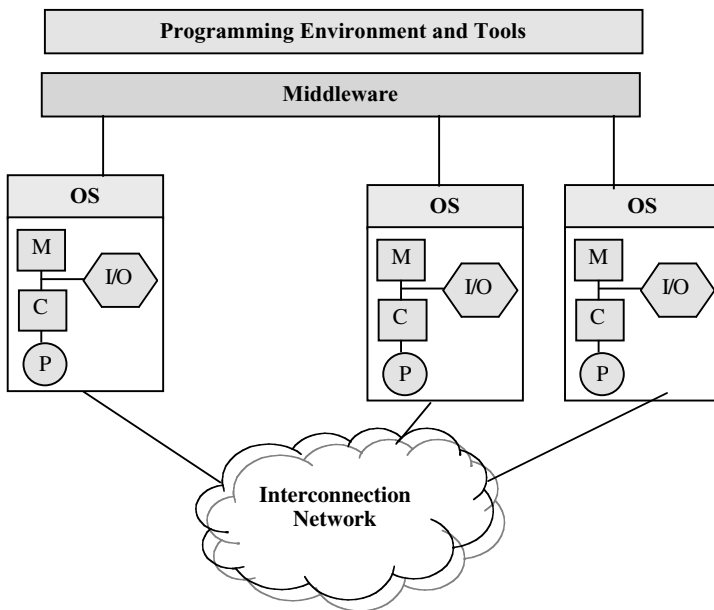 Programming Environment and Tools
Middleware
OS
M
I/O
C
P
OS
M
I/O
C
P
OS
M
I/O
C
P
Interconnection
Network